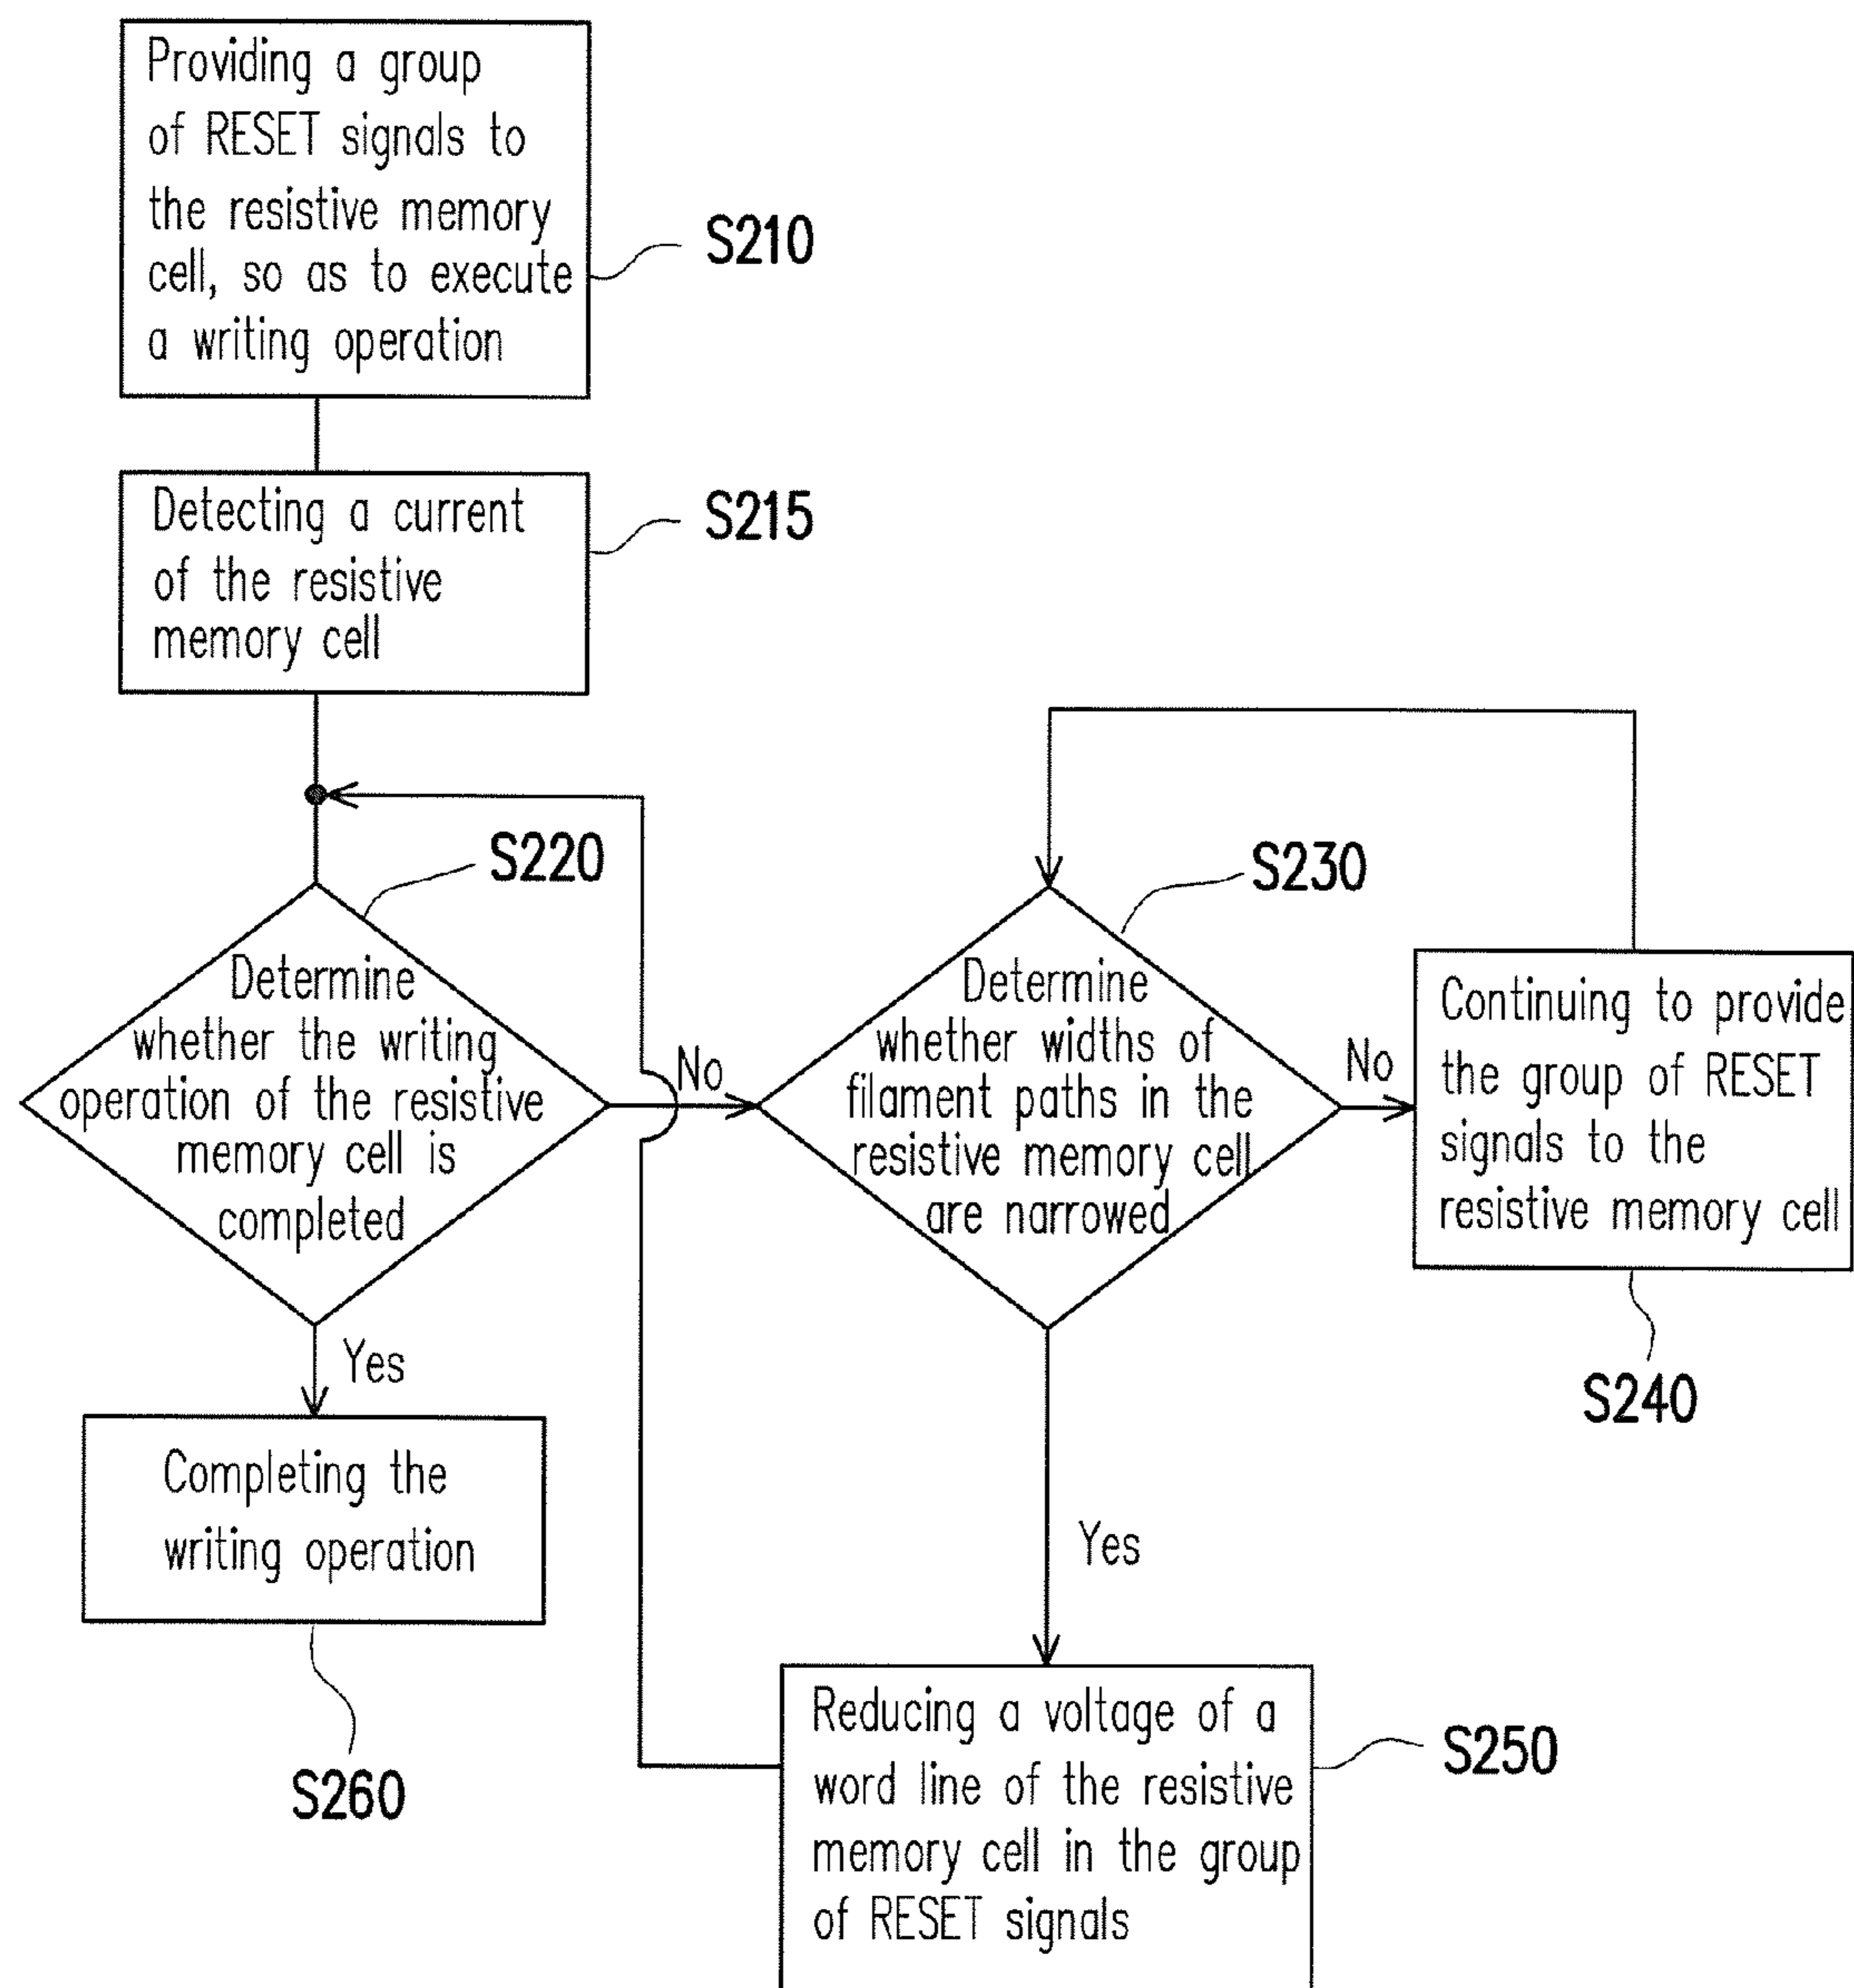 Providing a group
of RESET signals to
the resistive memory
cell, so as to execute
a writing operation
S210
Detecting a current
of the resistive
memory cell
S215
S220
Determine
whether the writing
operation of the resistive
memory cell is
completed
No
Yes
S230
Determine
whether widths of
filament paths in the
resistive memory cell
are narrowed
No
Yes
Continuing to provide
the group of RESET
signals to the
resistive memory cell
S240
Completing the
writing operation
S260
Reducing a voltage of a
word line of the resistive
memory cell in the group
of RESET signals
S250